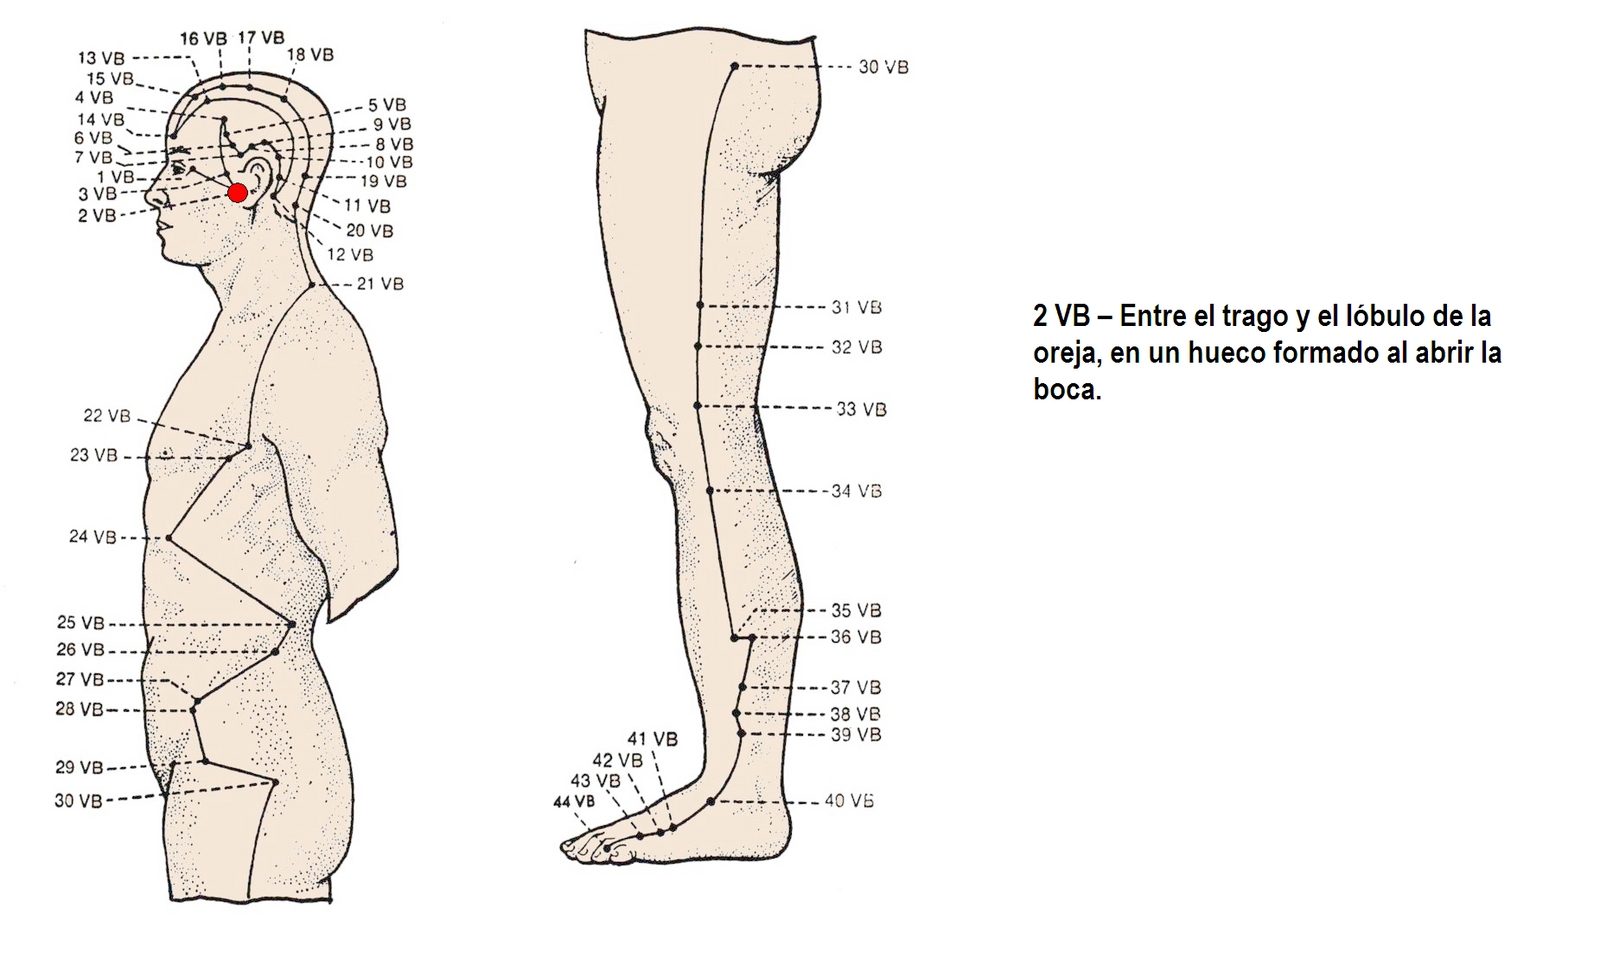 16 VB
17 VB
13 VB
18 VB
15 VB
4 VB
5 VB
14 VB
9 VB
6 VB
8 VB
7 VB
10 VB
1 VB
19 VB
3 VB
11 VB
2 VB
20 VB
12 VB
21 VB
22 VB
23 VB
24 VB
25 VB
26 VB
27 VB
28 VB
29 VB
30 VB
30 VB
31 VB
32 VB
33 VB
34 VB
35 VB
36 VB
37 VB
38 VB
39 VB
41 VB
42 VB
43 VB
44 VB
40 VB
2 VB – Entre el trago y el lóbulo de la
oreja, en un hueco formado al abrir la
boca.